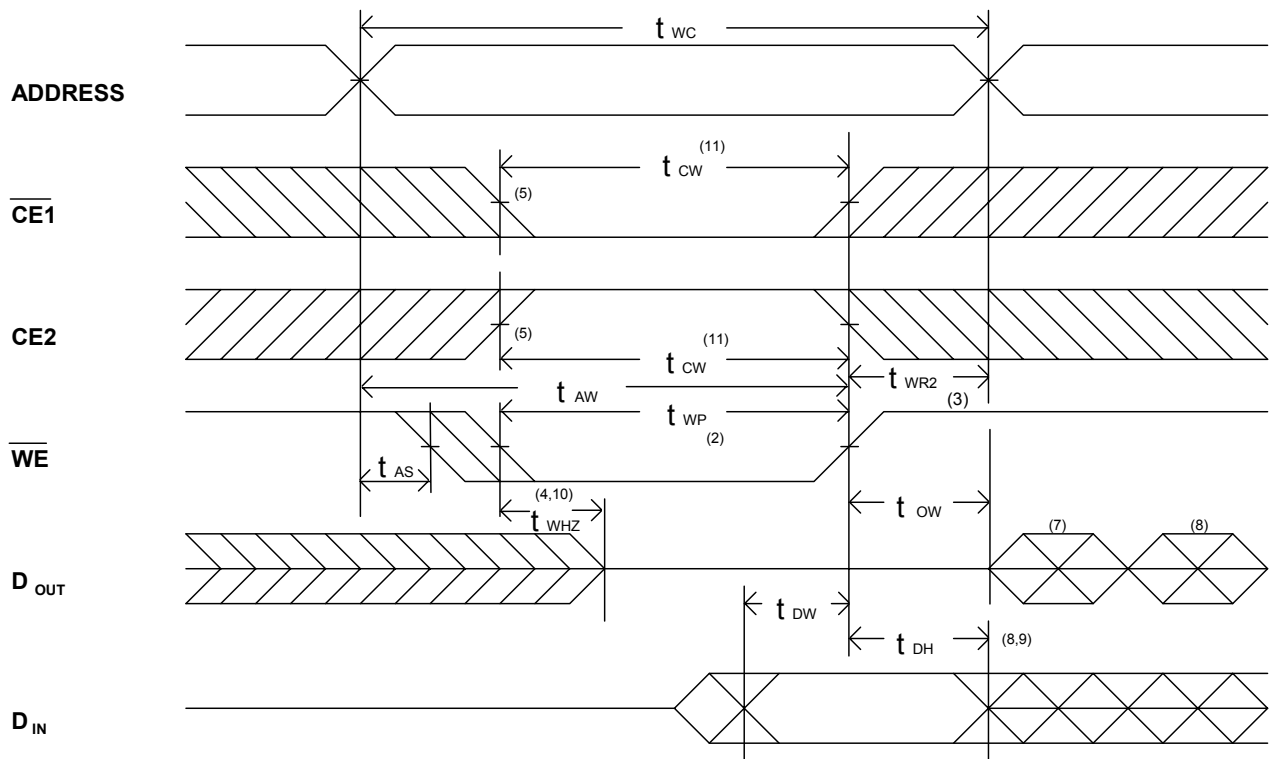 t WC
ADDRESS
(11)
t CW
CE1
(5)
CE2
(5)
(11)
t CW
t WR2
t AW
(3)
t WP
(2)
WE
t AS
(4,10)
t WHZ
t OW
(7)
(8)
D OUT
t DW
t DH
(8,9)
D IN